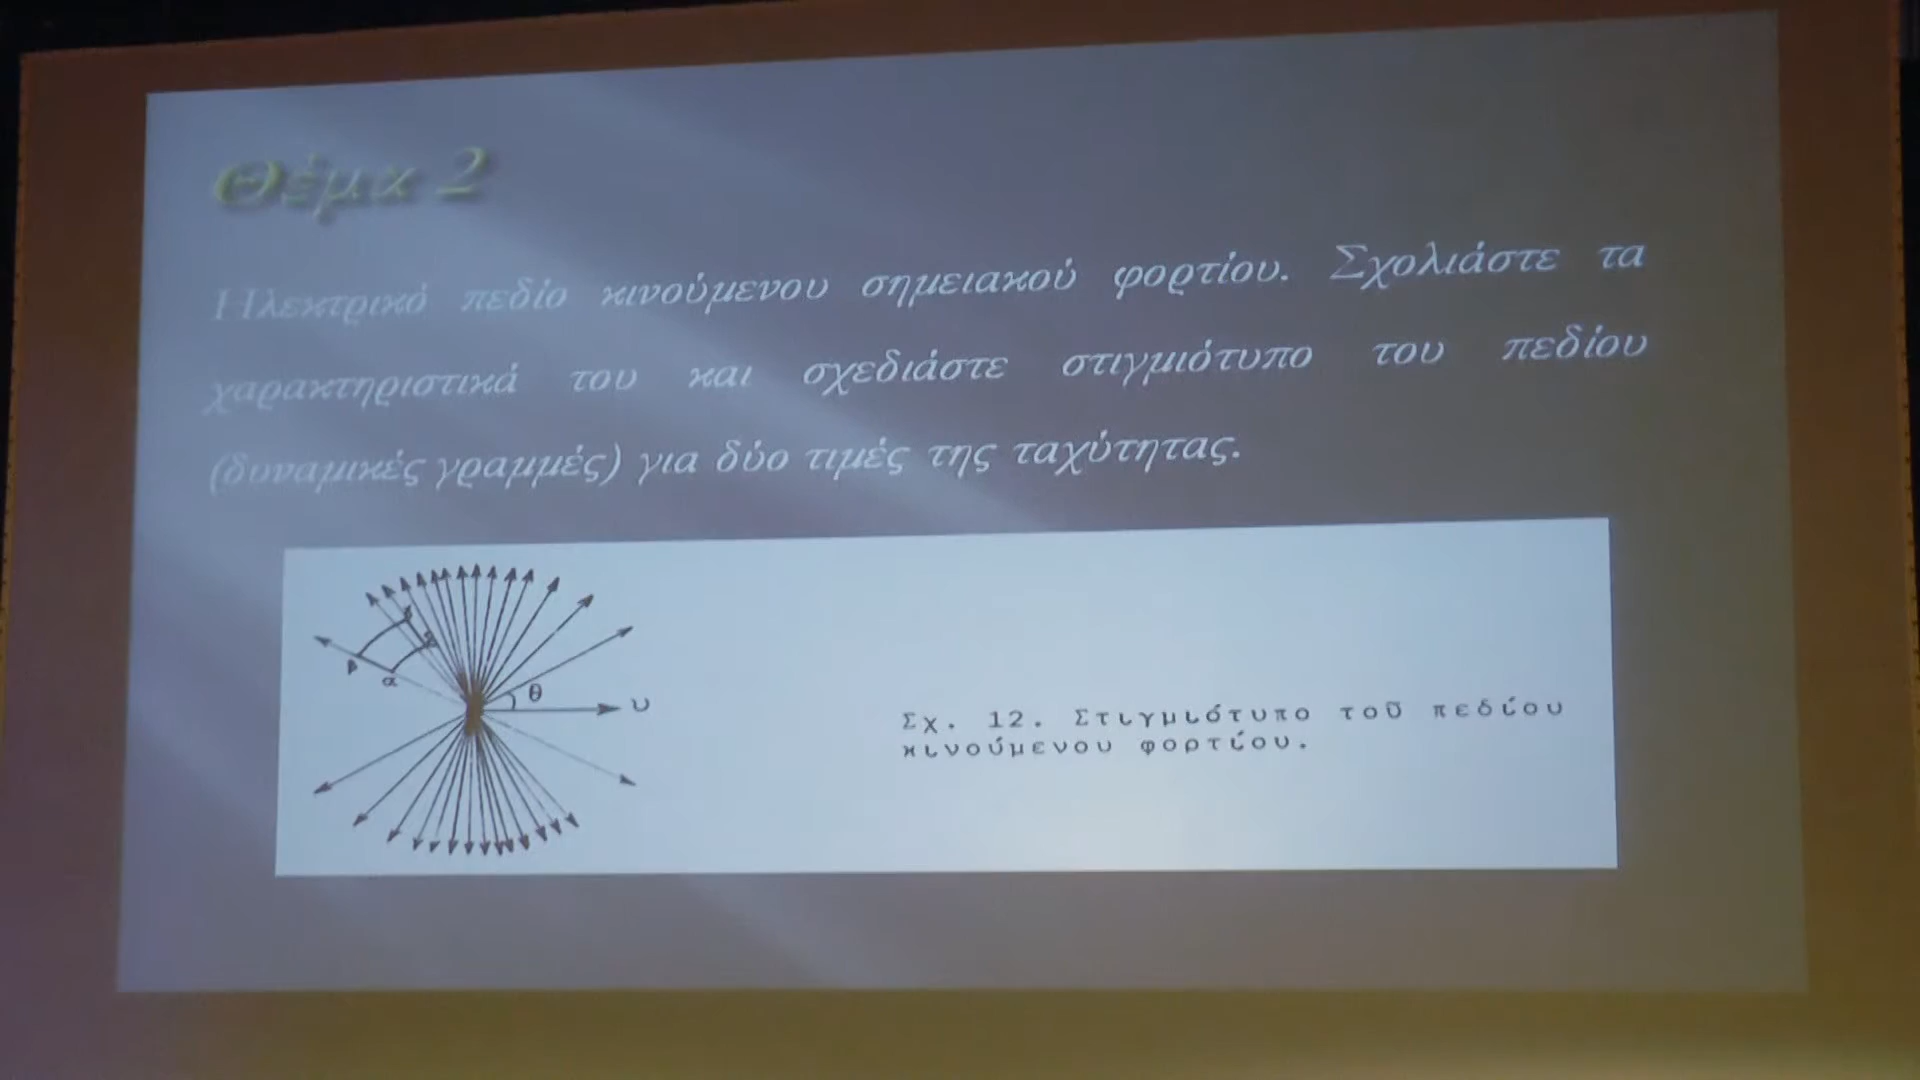 Θέμα 2
Ηλεκτρικό πεδίο κινούμενου σημειακού φορτίου. Σχολιάστε τα
χαρακτηριστικά του και σχεδιάστε στιγμιότυπο του πεδίου
(δυναμικές γραμμές) για δύο τιμές της ταχύτητας.
β
α
θ
υ
Σχ. 12. Στιγμιότυπο τοῦ πεδίου
κινούμενου φορτίου.